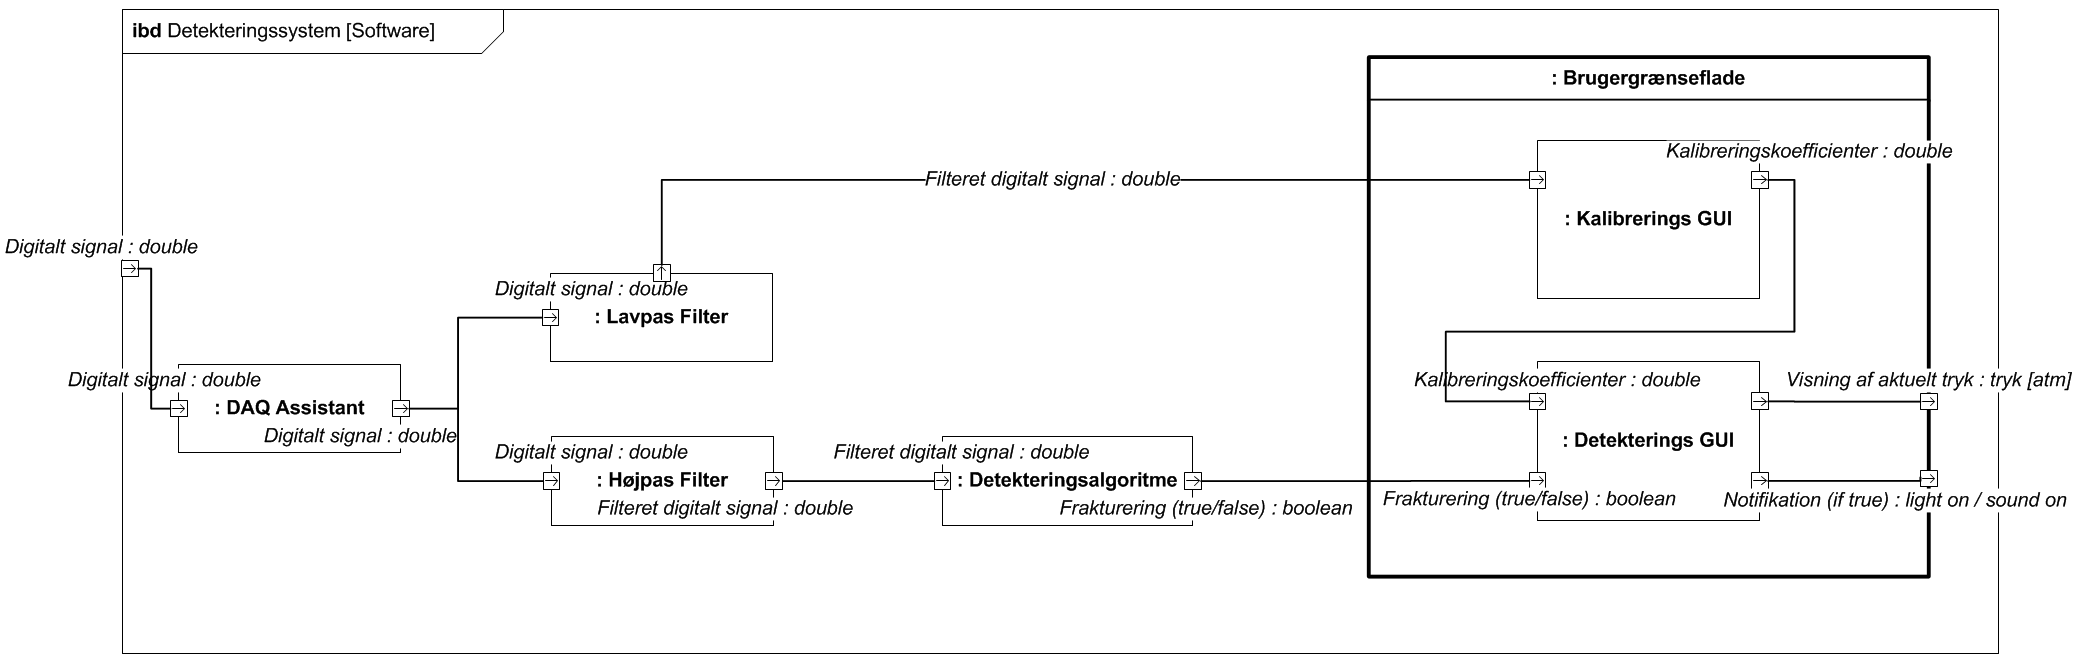 ibd Detekteringssystem [Software]
: Brugergrænseflade
Kalibreringskoefficienter : double
Filteret digitalt signal : double
: Kalibrerings GUI
Digitalt signal : double
Digitalt signal : double
: Lavpas Filter
Digitalt signal : double
: DAQ Assistant
Digitalt signal : double
Kalibreringskoefficienter : double
Visning af aktuelt tryk : tryk [atm]
: Detekterings GUI
Digitalt signal : double
: Højpas Filter
Filteret digitalt signal : double
Filteret digitalt signal : double
: Detekteringsalgoritme
Frakturering (true/false) : boolean
Frakturering (true/false) : boolean
Notifikation (if true) : light on / sound on